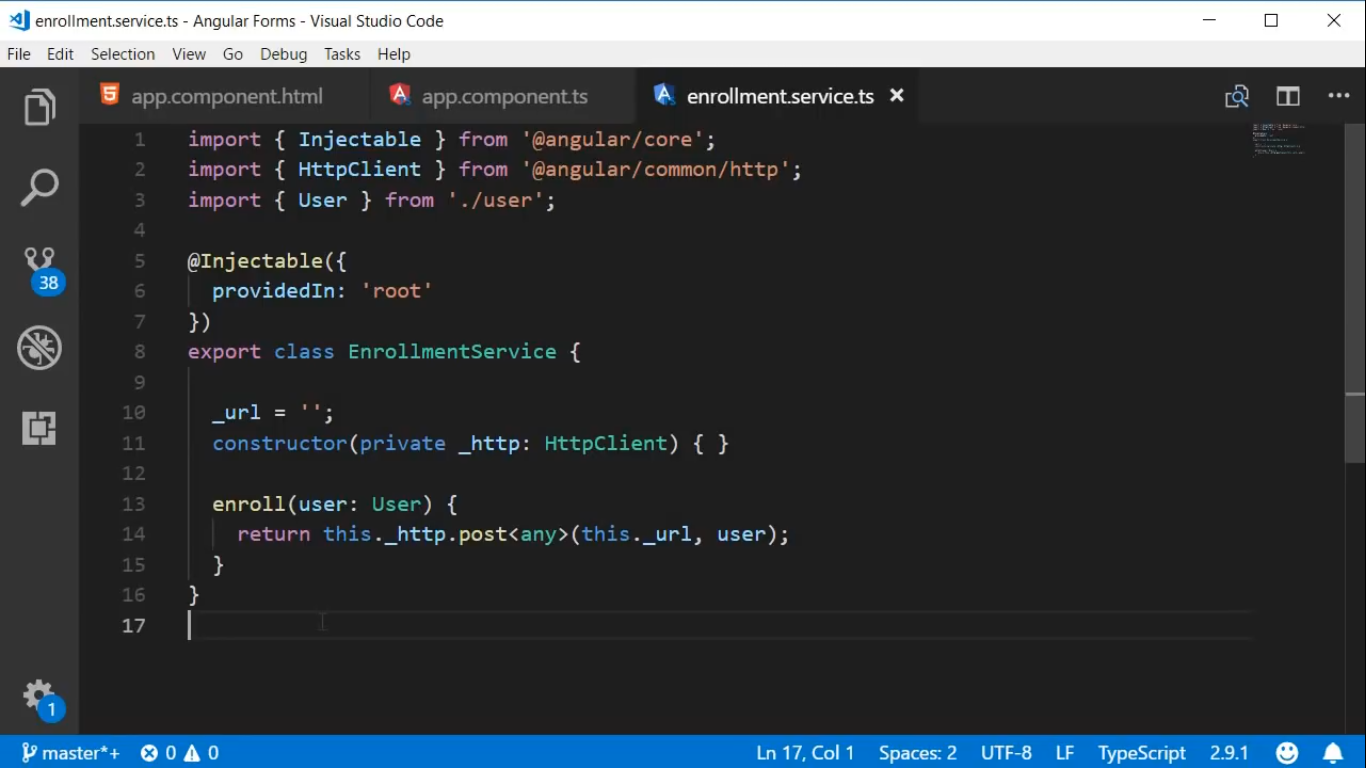 enrollment.service.ts - Angular Forms - Visual Studio Code
File Edit Selection View Go Debug Tasks Help
app.component.html app.component.ts enrollment.service.ts
1 import { Injectable } from '@angular/core';
2 import { HttpClient } from '@angular/common/http';
3 import { User } from './user';
4
5 @Injectable({
6 providedIn: 'root'
7 })
8 export class EnrollmentService {
9
10 _url = '';
11 constructor(private _http: HttpClient) { }
12
13 enroll(user: User) {
14 return this._http.post<any>(this._url, user);
15 }
16 }
17
38
1
master*+ 0 0 Ln 17, Col 1 Spaces: 2 UTF-8 LF TypeScript 2.9.1